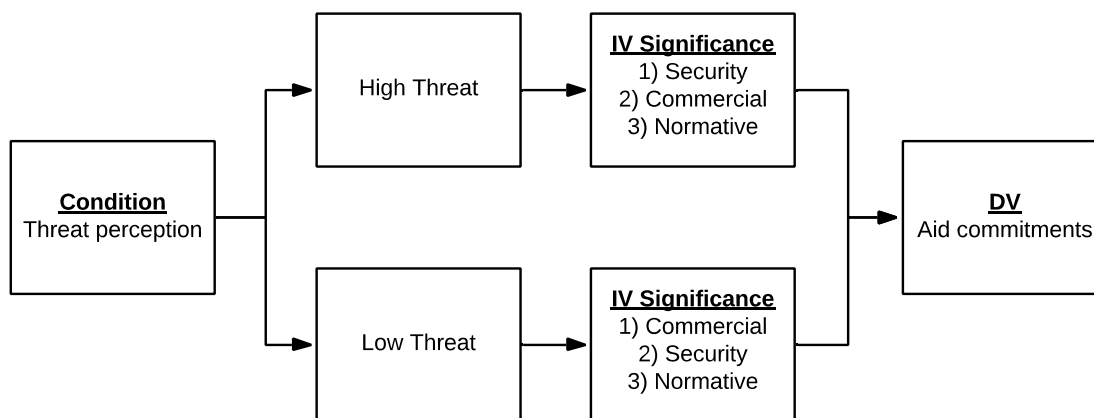 Condition
Threat perception
High Threat
IV Significance
1) Security
2) Commercial
3) Normative
Low Threat
IV Significance
1) Commercial
2) Security
3) Normative
DV
Aid commitments